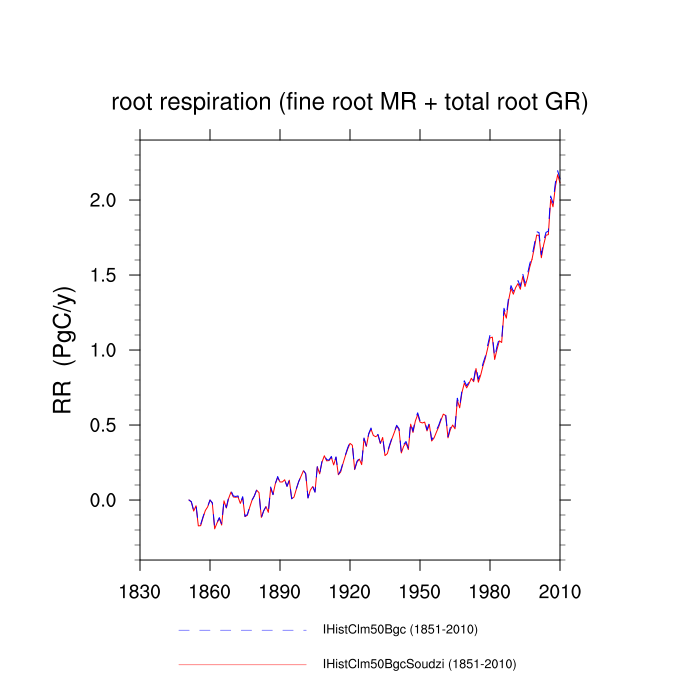 root respiration (fine root MR + total root GR)
RR (PgC/y)
2.0
1.5
1.0
0.5
0.0
1830 1860 1890 1920 1950 1980 2010
IHistClm50Bgc (1851-2010)
IHistClm50BgcSoudzi (1851-2010)